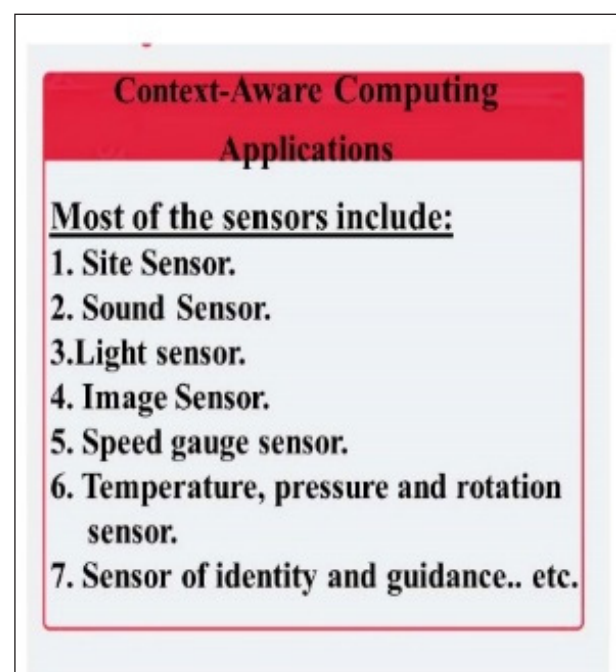 Context-Aware Computing
Applications
Most of the sensors include:
1. Site Sensor.
2. Sound Sensor.
3.Light sensor.
4. Image Sensor.
5. Speed gauge sensor.
6. Temperature, pressure and rotation
sensor.
7. Sensor of identity and guidance.. etc.